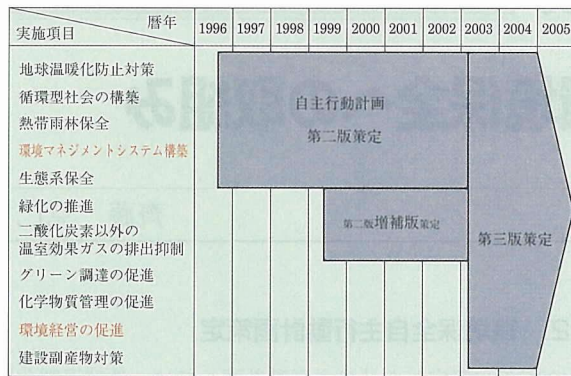 実施項目 暦年 1996 1997 1998 1999 2000 2001 2002 2003 2004 2005
地球温暖化防止対策
循環型社会の構築
熱帯雨林保全
環境マネジメントシステム構築
生態系保全
緑化の推進
二酸化炭素以外の
温室効果ガスの排出抑制
グリーン調達の促進
化学物質管理の促進
環境経営の促進
建設副産物対策
自主行動計画
第二版策定
第二版増補版策定
第三版策定